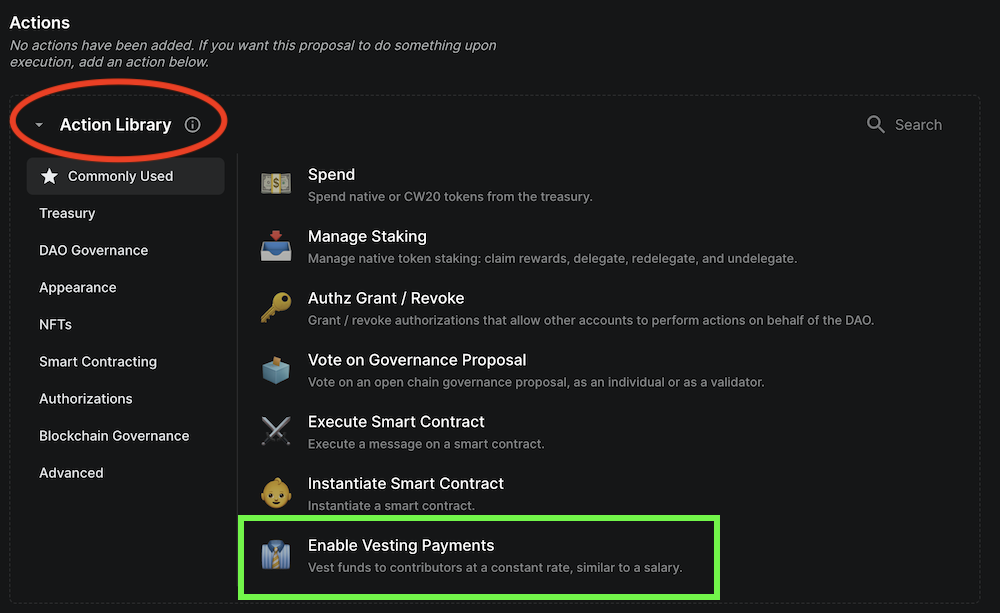 Actions
No actions have been added. If you want this proposal to do something upon
execution, add an action below.
Action Library
Search
Commonly Used
Treasury
DAO Governance
Appearance
NFTs
Smart Contracting
Authorizations
Blockchain Governance
Advanced
Spend
Spend native or CW20 tokens from the treasury.
Manage Staking
Manage native token staking: claim rewards, delegate, redelegate, and undelegate.
Authz Grant / Revoke
Grant / revoke authorizations that allow other accounts to perform actions on behalf of the DAO.
Vote on Governance Proposal
Vote on an open chain governance proposal, as an individual or as a validator.
Execute Smart Contract
Execute a message on a smart contract.
Instantiate Smart Contract
Instantiate a smart contract.
Enable Vesting Payments
Vest funds to contributors at a constant rate, similar to a salary.